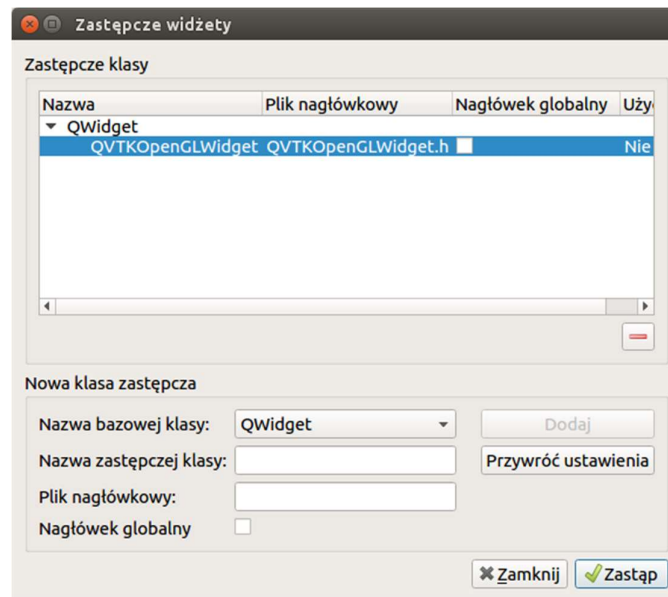 Zastępcze widżety
Zastępcze klasy
Nazwa Plik nagłówkowy Nagłówek globalny Uży
QWidget
QVTKOpenGLWidget QVTKOpenGLWidget.h Nie
Nowa klasa zastępcza
Nazwa bazowej klasy: QWidget Dodaj
Nazwa zastępczej klasy: Przywróć ustawienia
Plik nagłówkowy:
Nagłówek globalny
Zamknij Zastąp